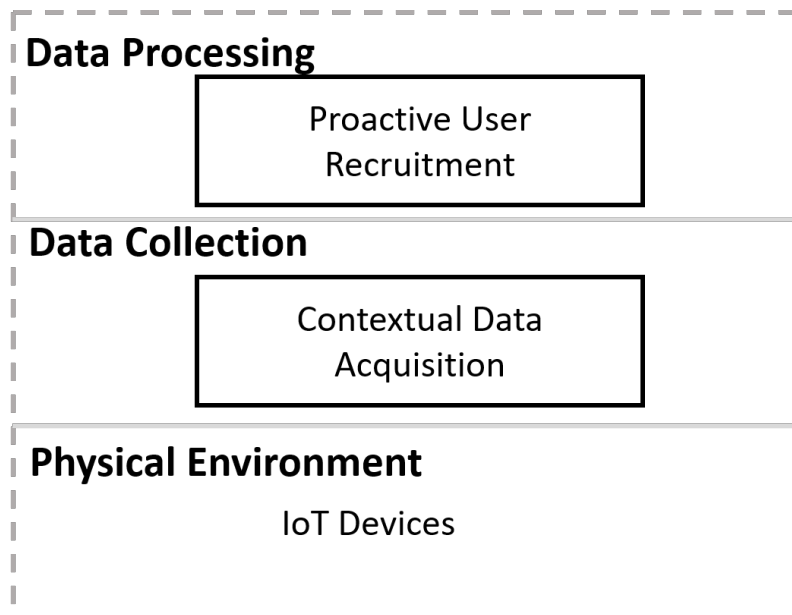 Data Processing
Proactive User
Recruitment
Data Collection
Contextual Data
Acquisition
Physical Environment
IoT Devices